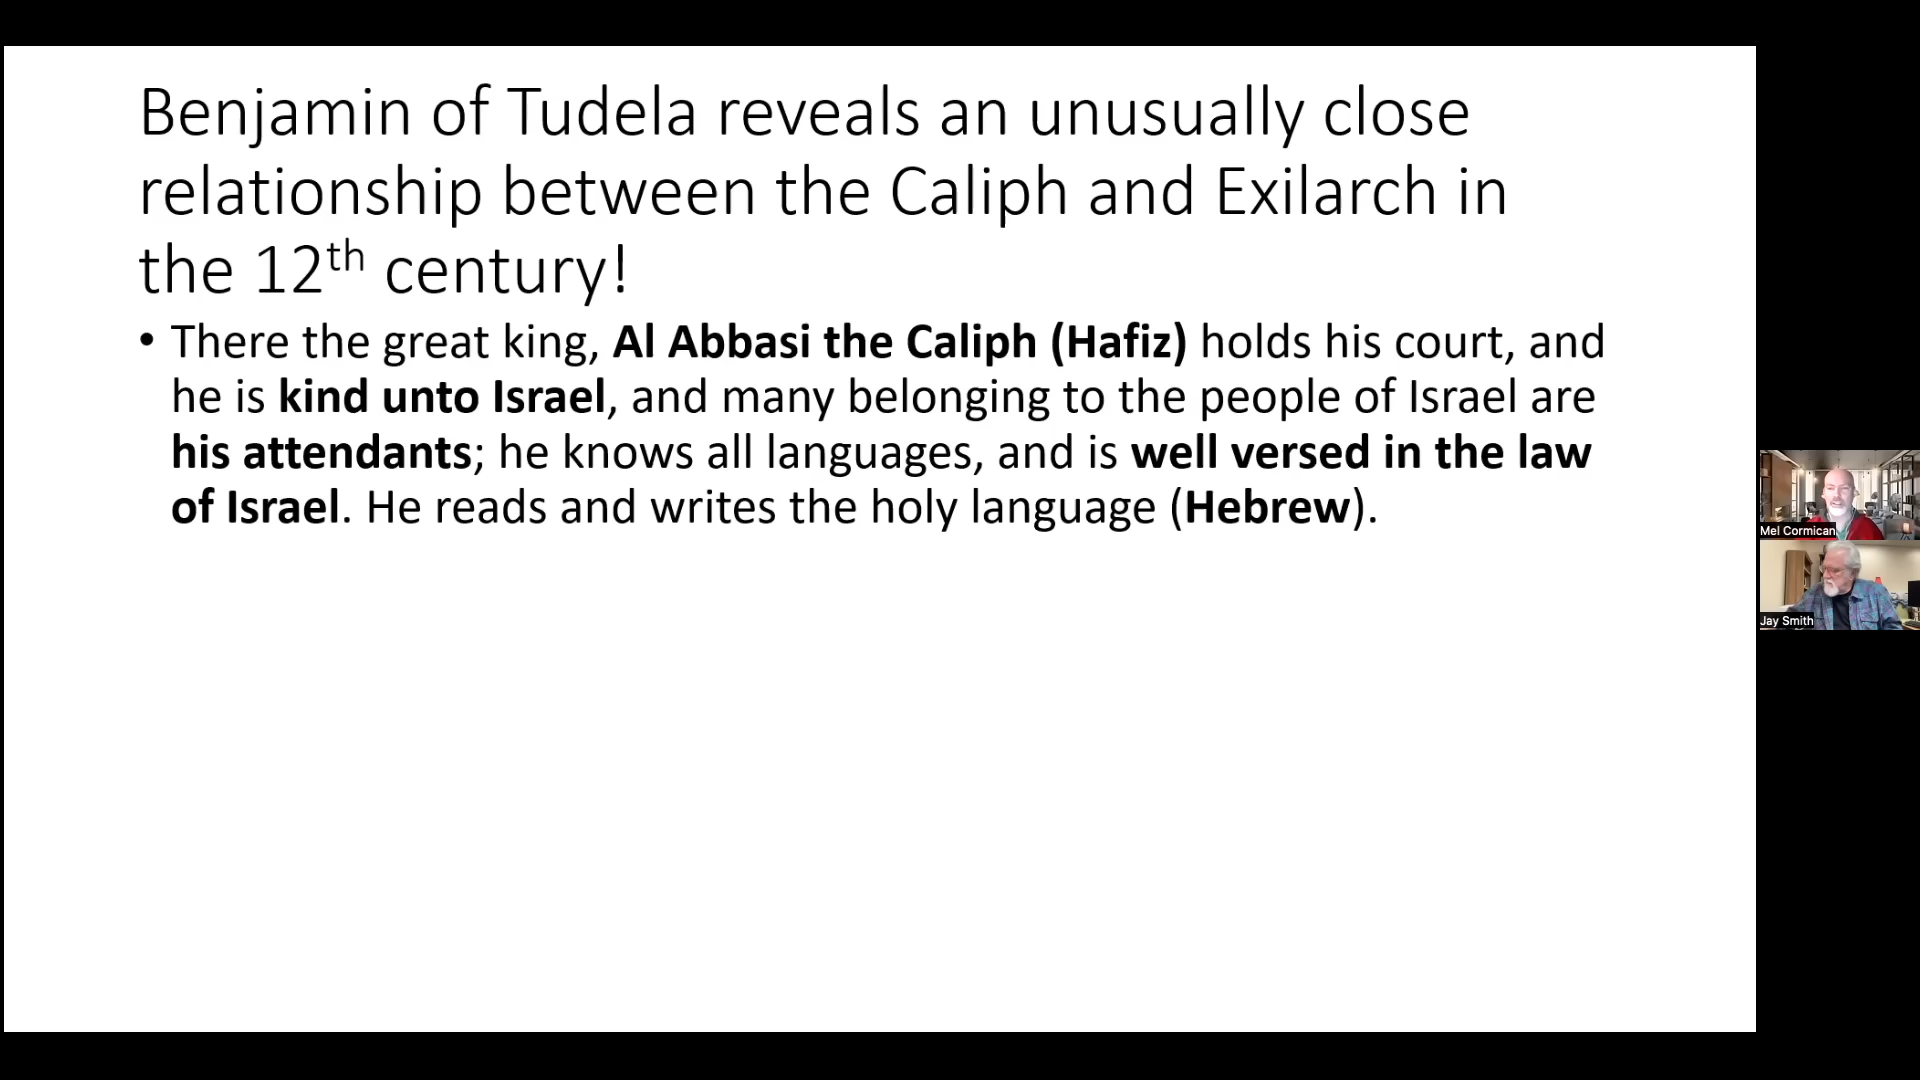 Benjamin of Tudela reveals an unusually close
relationship between the Caliph and Exilarch in
the 12th century!
• There the great king, Al Abbasi the Caliph (Hafiz) holds his court, and
he is kind unto Israel, and many belonging to the people of Israel are
his attendants; he knows all languages, and is well versed in the law
of Israel. He reads and writes the holy language (Hebrew).
Mel Cormican
Jay Smith